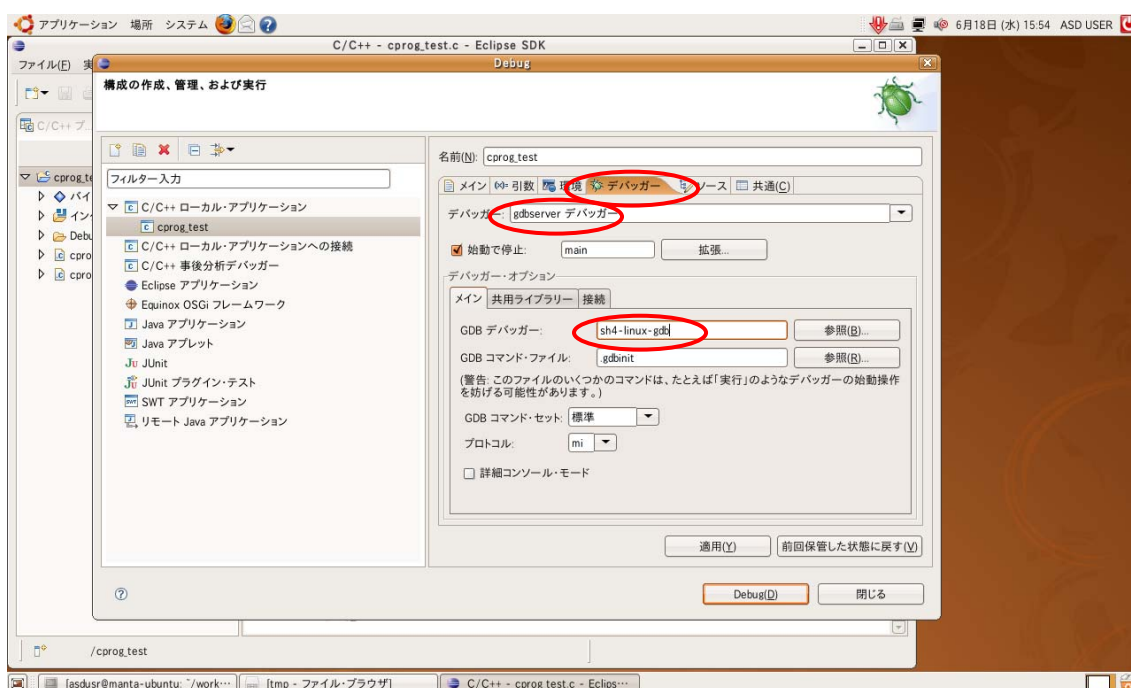 アプリケーション 場所 システム
6月18日 (水) 15:54 ASD USER
C/C++ - cprog_test.c - Eclipse SDK
ファイル(F) 実
Debug
構成の作成、管理、および実行
C/C++ プ...
名前(N): cprog_test
cprog_te
フィルター入力
メイン 引数 環境 デバッガー ソース 共通(C)
バイ
C/C++ ローカル・アプリケーション
デバッガー: gdbserver デバッガー
イン
cprog_test
Debu
C/C++ ローカル・アプリケーションへの接続
始動で停止: main 拡張...
cpro
C/C++ 事後分析デバッガー
cpro
Eclipse アプリケーション
デバッガー・オプション
Equinox OSGi フレームワーク
メイン 共用ライブラリー 接続
Java アプリケーション
GDB デバッガー: sh4-linux-gdb 参照(B)...
Java アプレット
GDB コマンド・ファイル: .gdbinit 参照(R)...
Ju JUnit
(警告: このファイルのいくつかのコマンドは、たとえば「実行」のようなデバッガーの始動操作
を妨げる可能性があります。)
JUnit プラグイン・テスト
SWT アプリケーション
GDB コマンド・セット: 標準
リモート Java アプリケーション
プロトコル: mi
詳細コンソール・モード
適用(Y) 前回保管した状態に戻す(V)
Debug(D) 閉じる
/cprog_test
[asdusr@manta-ubuntu: ~/work… [tmp - ファイル・ブラウザ] C/C++ - cprog_test.c - Eclips…